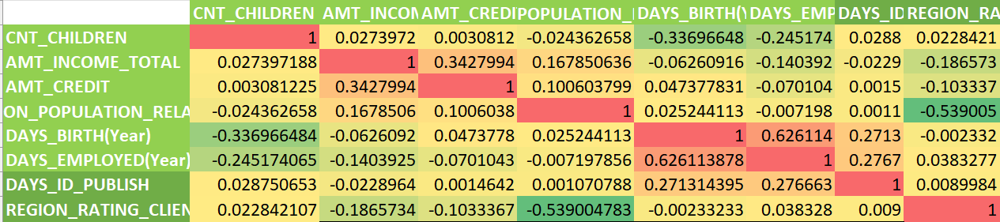 CNT_CHILDREN AMT_INCOM AMT_CREDI POPULATION_ DAYS_BIRTH(Y DAYS_EMP DAYS_ID REGION_RA
CNT_CHILDREN 1 0.0273972 0.0030812 -0.024362658 -0.33696648 -0.245174 0.0288 0.0228421
AMT_INCOME_TOTAL 0.027397188 1 0.3427994 0.167850636 -0.06260916 -0.140392 -0.0229 -0.186573
AMT_CREDIT 0.003081225 0.3427994 1 0.100603799 0.047377831 -0.070104 0.0015 -0.103337
ON_POPULATION_RELA -0.024362658 0.1678506 0.1006038 1 0.025244113 -0.007198 0.0011 -0.539005
DAYS_BIRTH(Year) -0.336966484 -0.0626092 0.0473778 0.025244113 1 0.626114 0.2713 -0.002332
DAYS_EMPLOYED(Year) -0.245174065 -0.1403925 -0.0701043 -0.007197856 0.626113878 1 0.2767 0.0383277
DAYS_ID_PUBLISH 0.028750653 -0.0228964 0.0014642 0.001070788 0.271314395 0.276663 1 0.0089984
REGION_RATING_CLIEN 0.022842107 -0.1865734 -0.1033367 -0.539004783 -0.00233233 0.038328 0.009 1